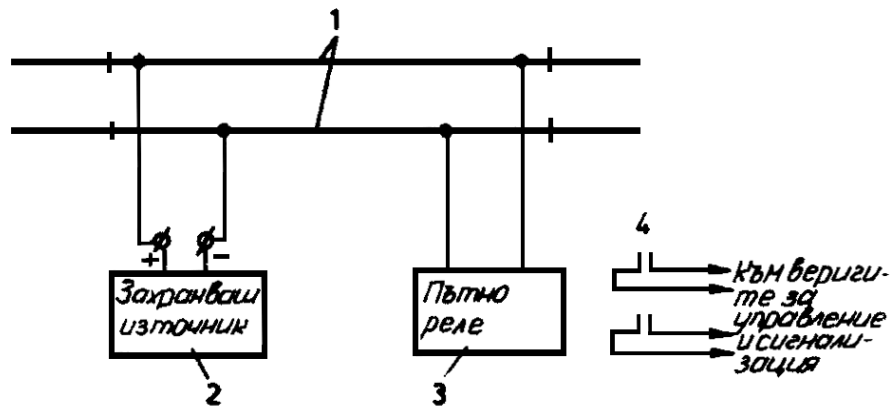 1
4
+ -
Захранващ
източник
Пътно
реле
към вериги-
те за
управление
и сигнали-
зация
2
3